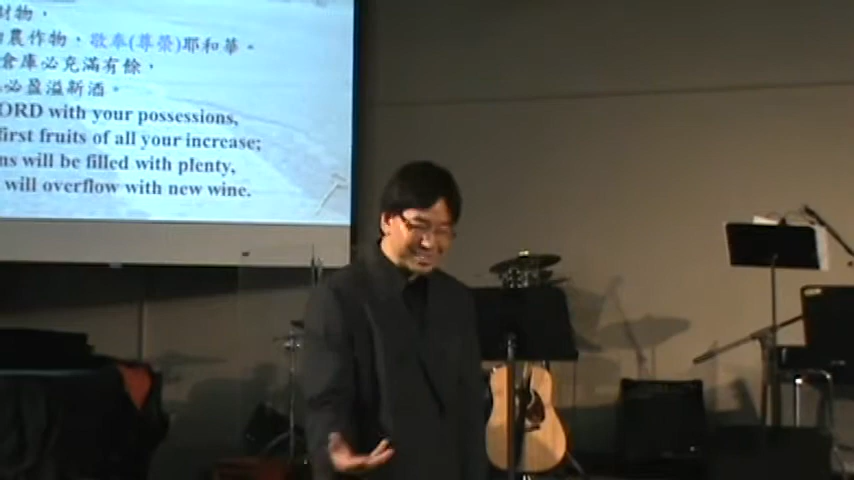 財物，
農作物，敬奉(尊榮)耶和華。
倉庫必充滿有餘，
必盈溢新酒。
ORD with your possessions,
first fruits of all your increase;
ns will be filled with plenty,
will overflow with new wine.